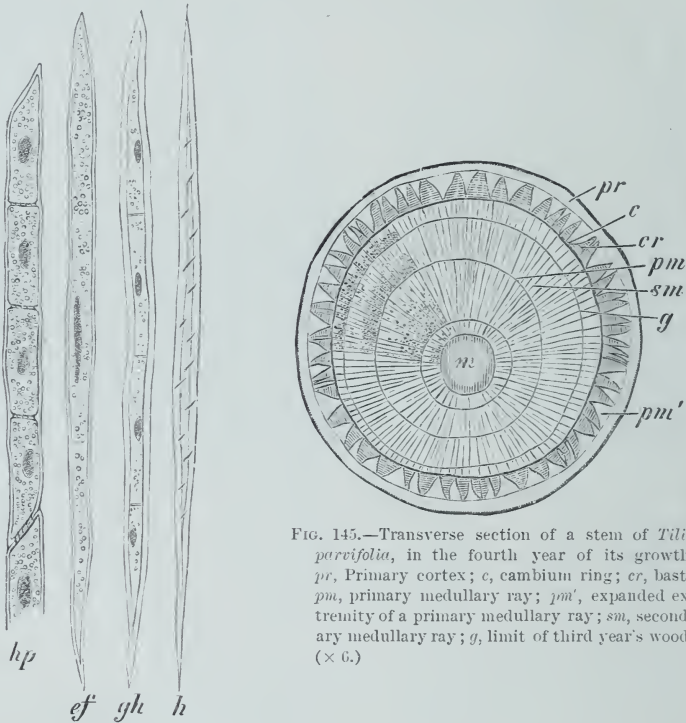 pr
c
cr
pm
sm
g
m
pm'
hp
ef
gh
h
FIG. 145.—Transverse section of a stem of Tili
parvifolia, in the fourth year of its growth
pr, Primary cortex; c, cambium ring; cr, bast
pm, primary medullary ray; pm', expanded ex
tremity of a primary medullary ray; sm, second
ary medullary ray; g, limit of third year's wood
(× 6.)